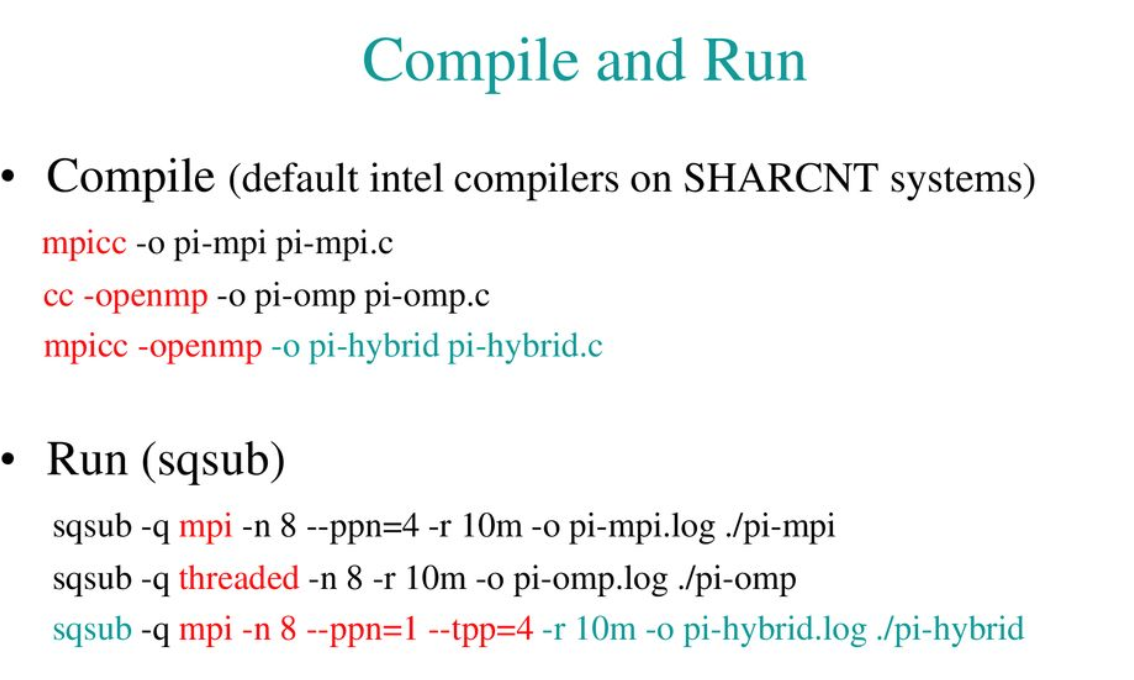 Compile and Run
• Compile (default intel compilers on SHARCNT systems)
mpicc -o pi-mpi pi-mpi.c
cc -openmp -o pi-omp pi-omp.c
mpicc -openmp -o pi-hybrid pi-hybrid.c
• Run (sqsub)
sqsub -q mpi -n 8 --ppn=4 -r 10m -o pi-mpi.log ./pi-mpi
sqsub -q threaded -n 8 -r 10m -o pi-omp.log ./pi-omp
sqsub -q mpi -n 8 --ppn=1 --tpp=4 -r 10m -o pi-hybrid.log ./pi-hybrid